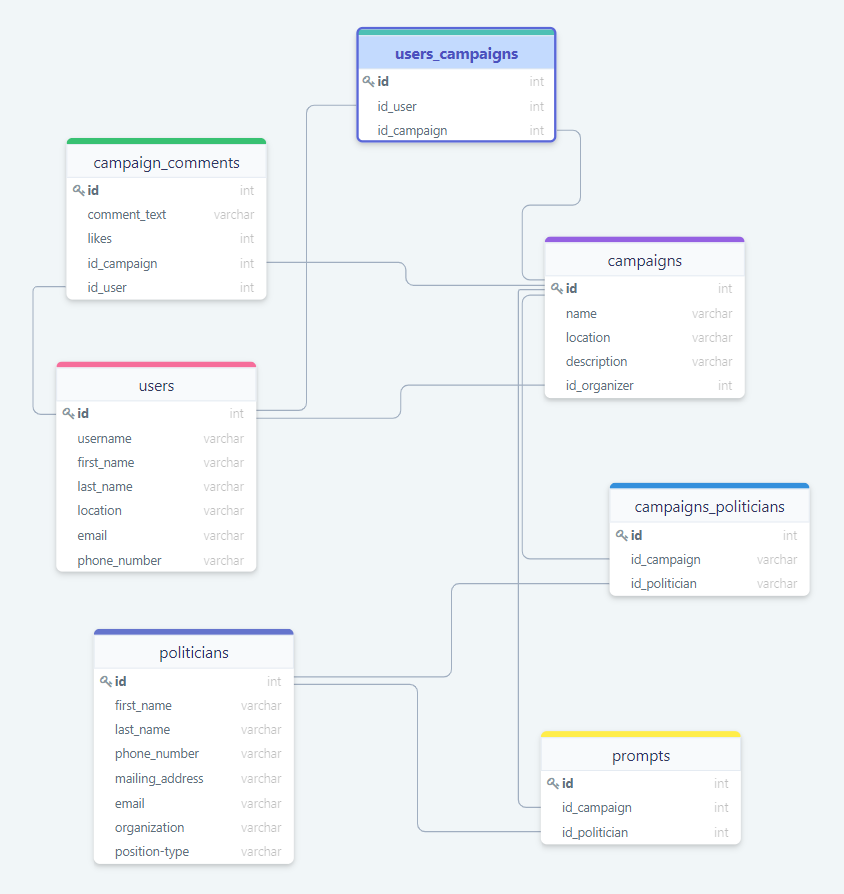 users_campaigns
id int
id_user int
id_campaign int
campaign_comments
id int
comment_text varchar
likes int
id_campaign int
id_user int
campaigns
id int
name varchar
location varchar
description varchar
id_organizer int
users
id int
username varchar
first_name varchar
last_name varchar
location varchar
email varchar
phone_number varchar
campaigns_politicians
id int
id_campaign varchar
id_politician varchar
politicians
id int
first_name varchar
last_name varchar
phone_number varchar
mailing_address varchar
email varchar
organization varchar
position-type varchar
prompts
id int
id_campaign int
id_politician int